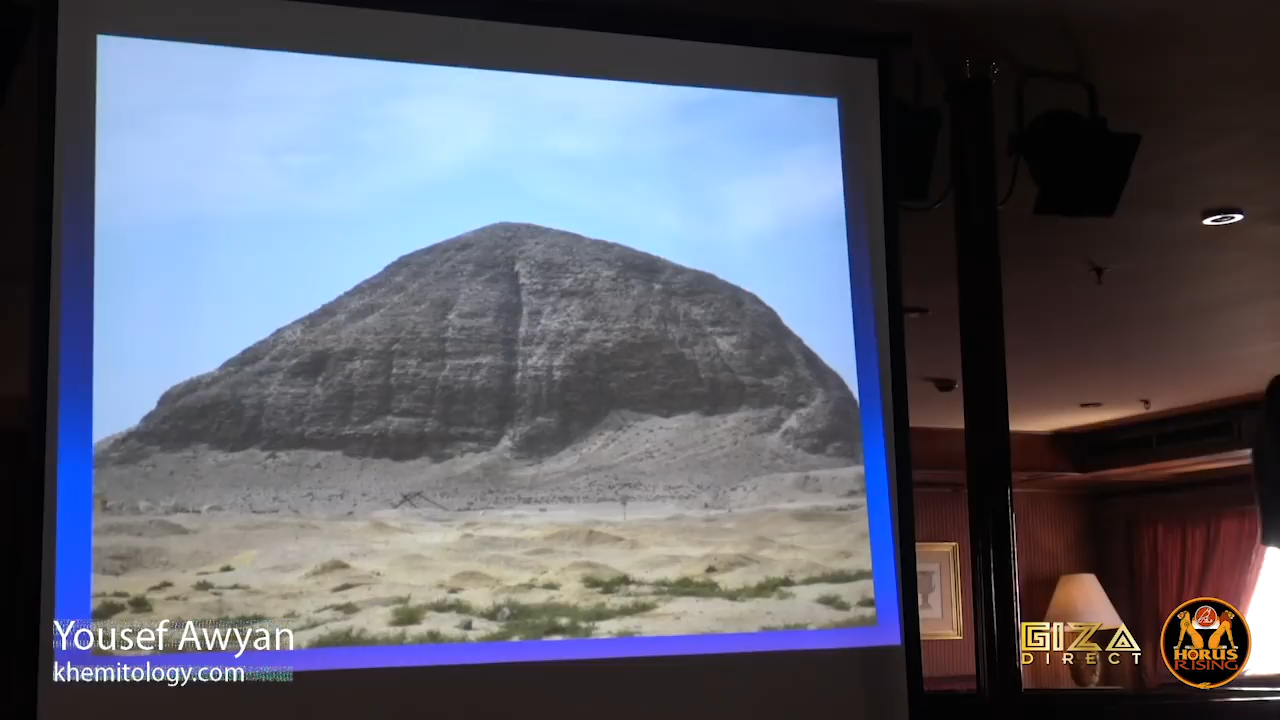 Yousef Awyan
khemitology.com
GIZA
DIRECT
HORUS
RISING